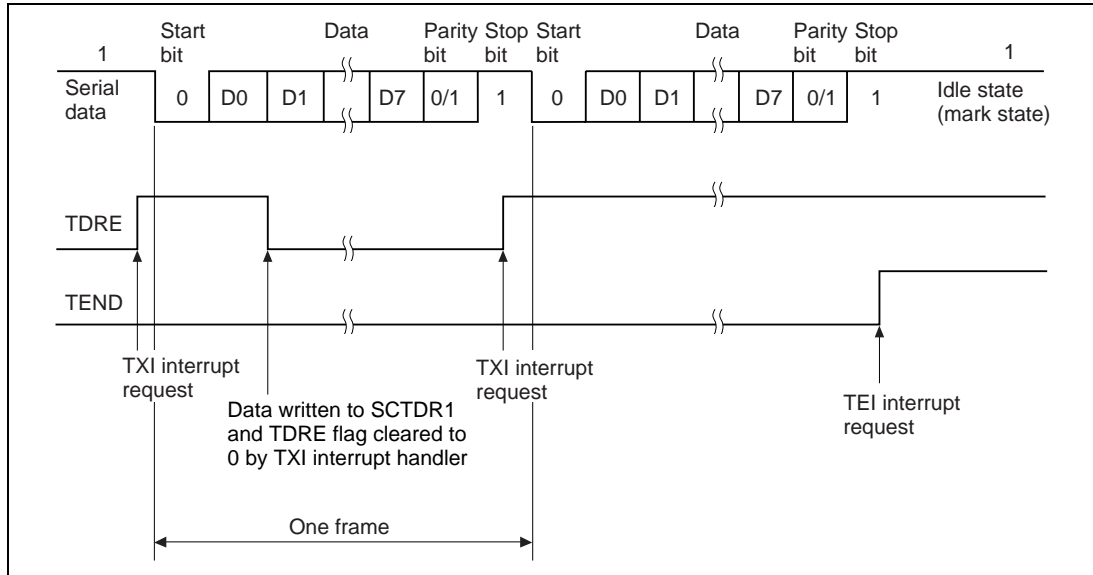 Start bit
Data
Parity bit
Stop bit
Start bit
Data
Parity bit
Stop bit
1
1
Serial data
0
D0
D1
D7
0/1
1
0
D0
D1
D7
0/1
1
Idle state
(mark state)
TDRE
TEND
TXI interrupt
request
Data written to SCTDR1
and TDRE flag cleared to
0 by TXI interrupt handler
TXI interrupt
request
TEI interrupt
request
One frame